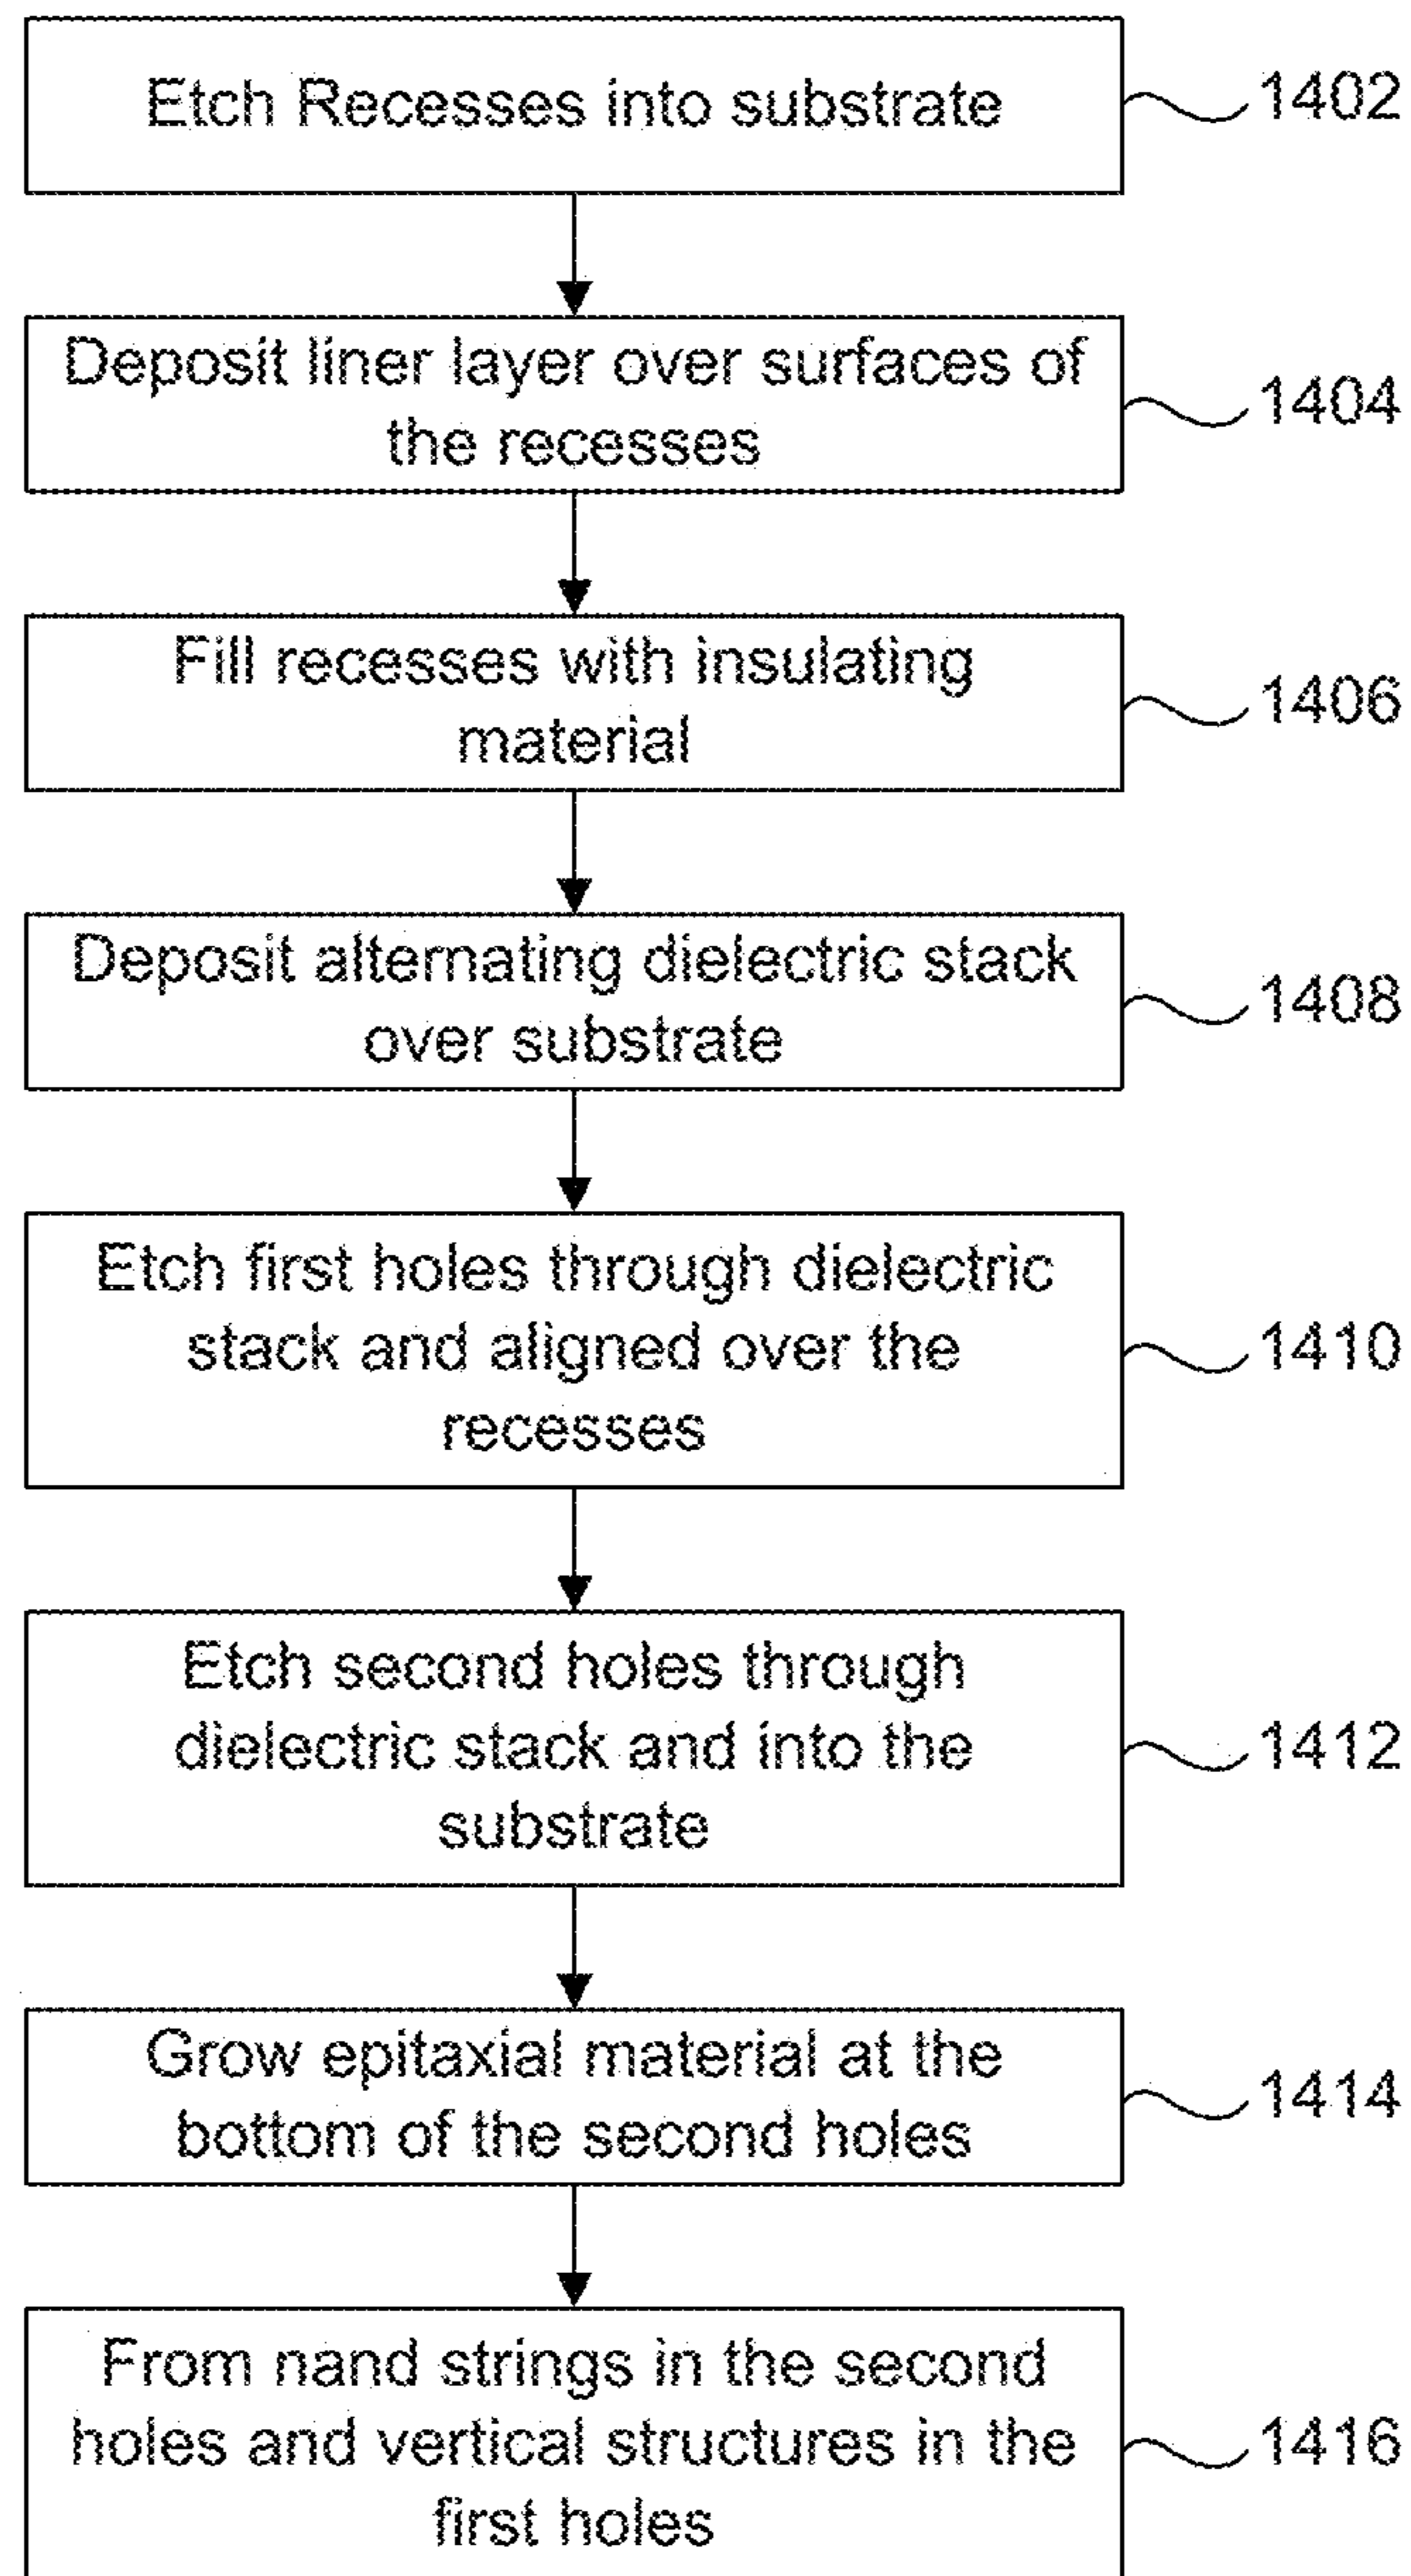 Etch Recesses into substrate
1402
Deposit liner layer over surfaces of
the recesses
1404
Fill recesses with insulating
material
1406
Deposit alternating dielectric stack
over substrate
1408
Etch first holes through dielectric
stack and aligned over the
recesses
1410
Etch second holes through
dielectric stack and into the
substrate
1412
Grow epitaxial material at the
bottom of the second holes
1414
From nand strings in the second
holes and vertical structures in the
first holes
1416